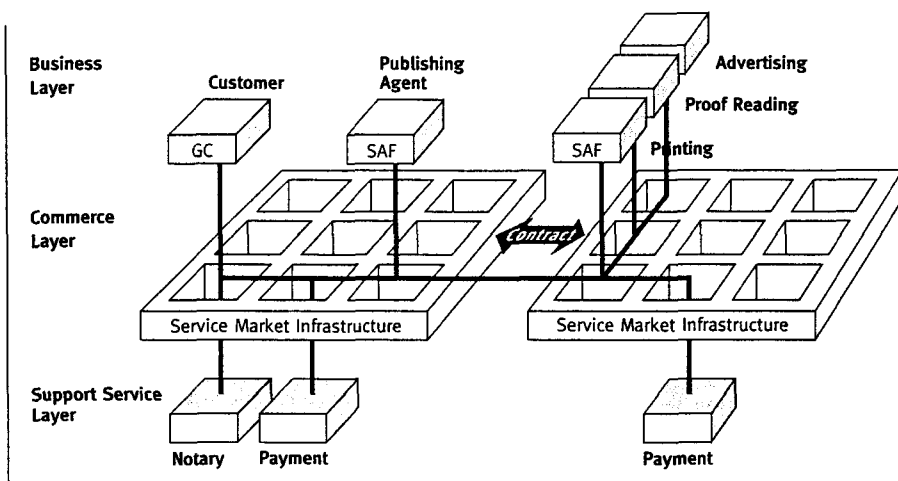 Business
Layer
Customer
Publishing
Agent
Advertising
Proof Reading
Printing
GC
SAF
SAF
Commerce
Layer
Contract
Service Market Infrastructure
Service Market Infrastructure
Support Service
Layer
Notary
Payment
Payment